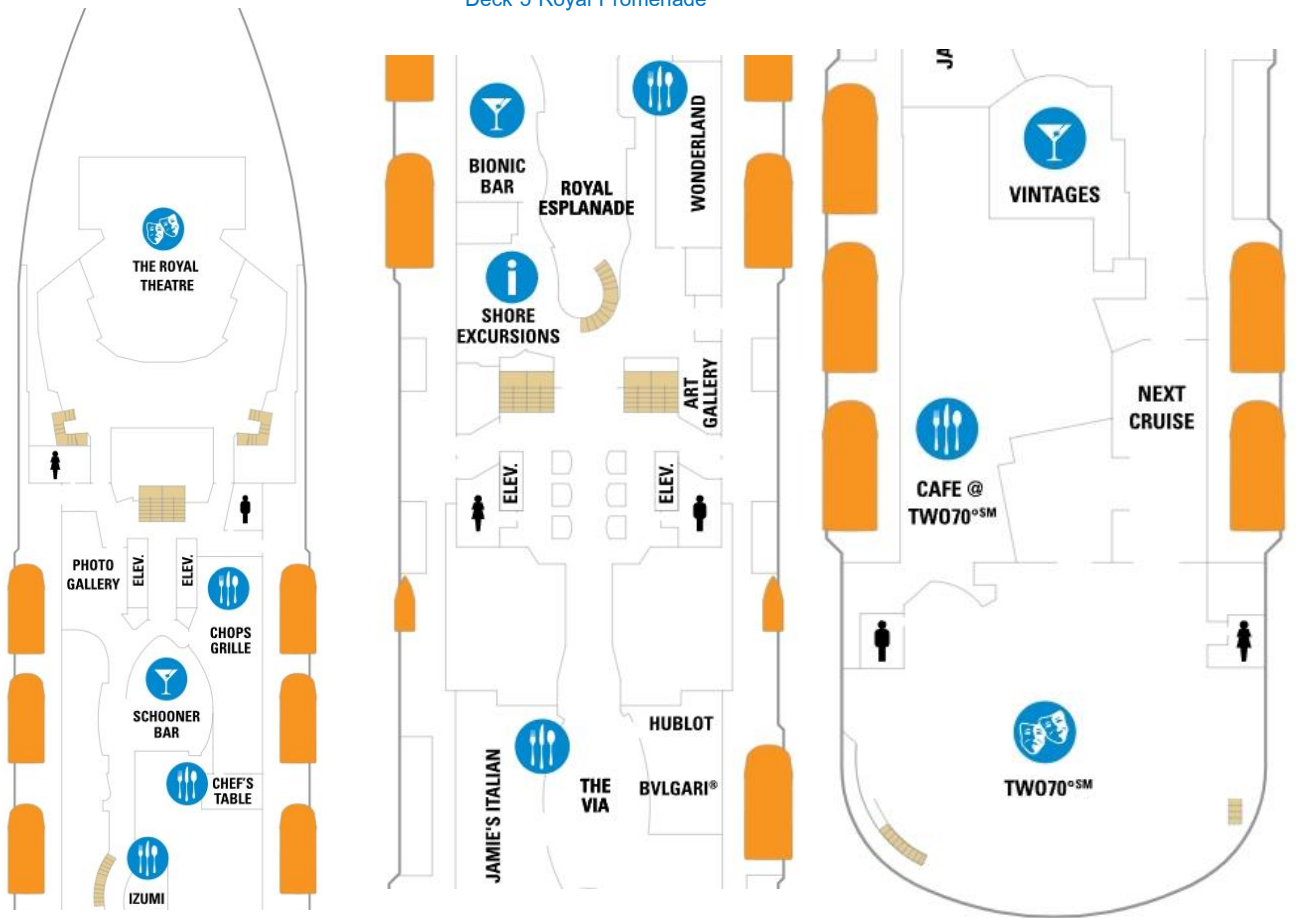 Deck 5 Royal Promenade
THE ROYAL
THEATRE
PHOTO
GALLERY
ELEV.
ELEV.
CHOPS
GRILLE
SCHOONER
BAR
CHEF'S
TABLE
IZUMI
BIONIC
BAR
ROYAL
ESPLANADE
WONDERLAND
SHORE
EXCURSIONS
ART
GALLERY
ELEV.
ELEV.
HUBLOT
JAMIE'S ITALIAN
THE
VIA
BVLGARI®
JA
VINTAGES
NEXT
CRUISE
CAFE @
TWO70°SM
TWO70°SM